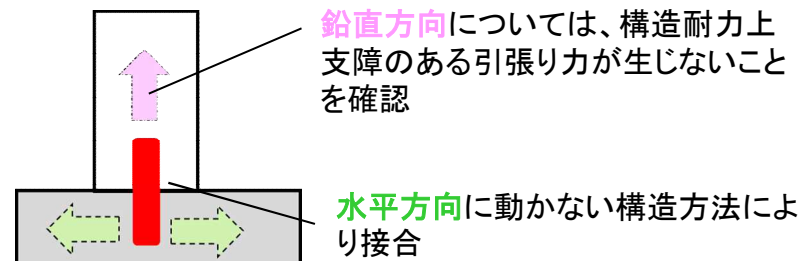 鉛直方向については、構造耐力上
支障のある引張り力が生じないこと
を確認
水平方向に動かない構造方法によ
り接合